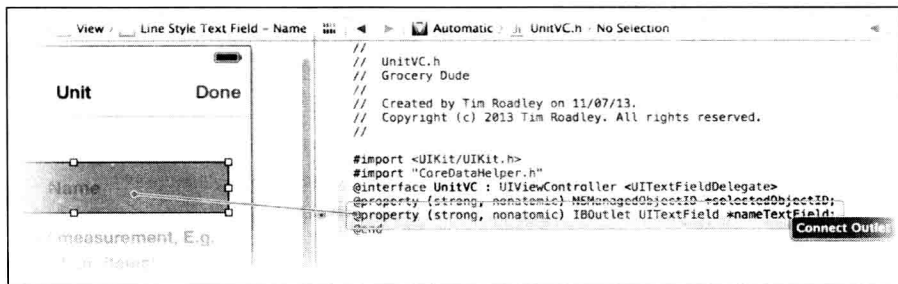 View › Line Style Text Field – Name
Automatic › UnitVC.h › No Selection
Unit Done
Name
measurement, E.g.
//
// UnitVC.h
// Grocery Dude
//
// Created by Tim Roadley on 11/07/13.
// Copyright (c) 2013 Tim Roadley. All rights reserved.
//
#import <UIKit/UIKit.h>
#import "CoreDataHelper.h"
@interface UnitVC : UIViewController <UITextFieldDelegate>
@property (strong, nonatomic) NSManagedObjectID *selectedObjectID;
@property (strong, nonatomic) IBOutlet UITextField *nameTextField;
@end
Connect Outlet